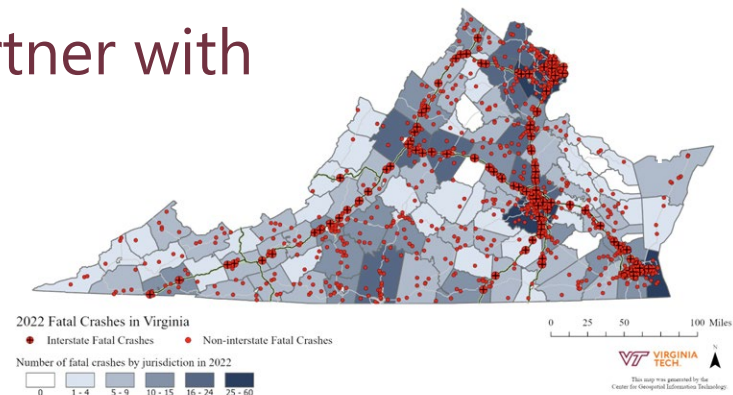 rtner with
2022 Fatal Crashes in Virginia
Interstate Fatal Crashes
Non-interstate Fatal Crashes
Number of fatal crashes by jurisdiction in 2022
0 1 - 4 5 - 9 10 - 15 16 - 24 25 - 60
0 25 50 100 Miles
N
VT VIRGINIA
TECH.
This map was presented by the
Center for Geospatial Information Technology